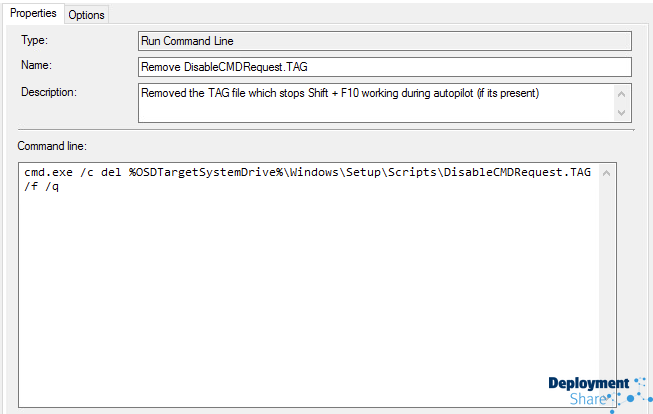 Properties Options
Type: Run Command Line
Name: Remove DisableCMDRequest.TAG
Description: Removed the TAG file which stops Shift + F10 working during autopilot (if its present)
Command line:
cmd.exe /c del %OSDTargetSystemDrive%\Windows\Setup\Scripts\DisableCMDRequest.TAG
/f /q
Deployment
Share